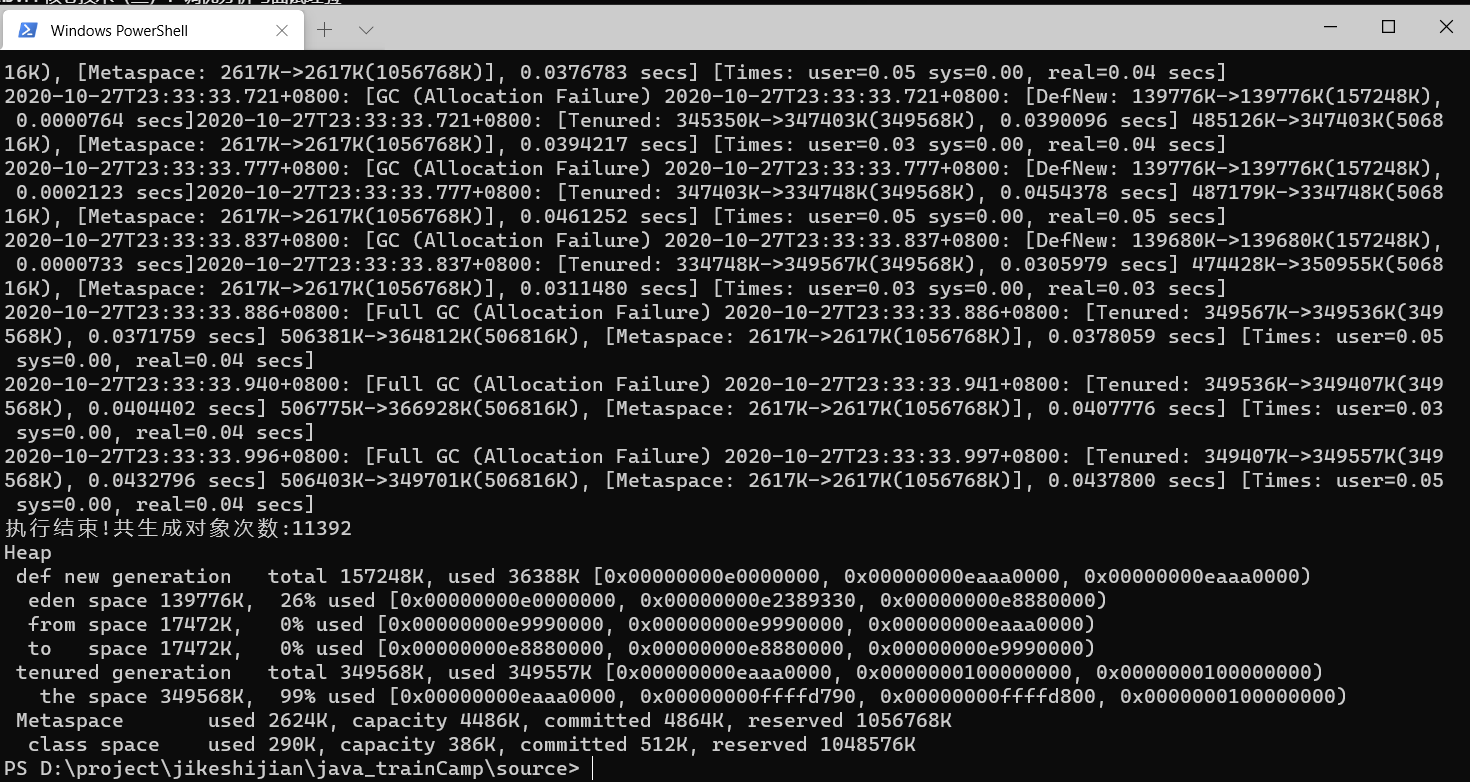 Windows PowerShell
16K), [Metaspace: 2617K->2617K(1056768K)], 0.0376783 secs] [Times: user=0.05 sys=0.00, real=0.04 secs]
2020-10-27T23:33:33.721+0800: [GC (Allocation Failure) 2020-10-27T23:33:33.721+0800: [DefNew: 139776K->139776K(157248K),
 0.0000764 secs]2020-10-27T23:33:33.721+0800: [Tenured: 345350K->347403K(349568K), 0.0390096 secs] 485126K->347403K(5068
16K), [Metaspace: 2617K->2617K(1056768K)], 0.0394217 secs] [Times: user=0.03 sys=0.00, real=0.04 secs]
2020-10-27T23:33:33.777+0800: [GC (Allocation Failure) 2020-10-27T23:33:33.777+0800: [DefNew: 139776K->139776K(157248K),
 0.0002123 secs]2020-10-27T23:33:33.777+0800: [Tenured: 347403K->334748K(349568K), 0.0454378 secs] 487179K->334748K(5068
16K), [Metaspace: 2617K->2617K(1056768K)], 0.0461252 secs] [Times: user=0.05 sys=0.00, real=0.05 secs]
2020-10-27T23:33:33.837+0800: [GC (Allocation Failure) 2020-10-27T23:33:33.837+0800: [DefNew: 139680K->139680K(157248K),
 0.0000733 secs]2020-10-27T23:33:33.837+0800: [Tenured: 334748K->349567K(349568K), 0.0305979 secs] 474428K->350955K(5068
16K), [Metaspace: 2617K->2617K(1056768K)], 0.0311480 secs] [Times: user=0.03 sys=0.00, real=0.03 secs]
2020-10-27T23:33:33.886+0800: [Full GC (Allocation Failure) 2020-10-27T23:33:33.886+0800: [Tenured: 349567K->349536K(349
568K), 0.0371759 secs] 506381K->364812K(506816K), [Metaspace: 2617K->2617K(1056768K)], 0.0378059 secs] [Times: user=0.05
 sys=0.00, real=0.04 secs]
2020-10-27T23:33:33.940+0800: [Full GC (Allocation Failure) 2020-10-27T23:33:33.941+0800: [Tenured: 349536K->349407K(349
568K), 0.0404402 secs] 506775K->366928K(506816K), [Metaspace: 2617K->2617K(1056768K)], 0.0407776 secs] [Times: user=0.03
 sys=0.00, real=0.04 secs]
2020-10-27T23:33:33.996+0800: [Full GC (Allocation Failure) 2020-10-27T23:33:33.997+0800: [Tenured: 349407K->349557K(349
568K), 0.0432796 secs] 506403K->349701K(506816K), [Metaspace: 2617K->2617K(1056768K)], 0.0437800 secs] [Times: user=0.05
 sys=0.00, real=0.04 secs]
执行结束!共生成对象次数:11392
Heap
 def new generation   total 157248K, used 36388K [0x00000000e0000000, 0x00000000eaaa0000, 0x00000000eaaa0000)
  eden space 139776K,  26% used [0x00000000e0000000, 0x00000000e2389330, 0x00000000e8880000)
  from space 17472K,   0% used [0x00000000e9990000, 0x00000000e9990000, 0x00000000eaaa0000)
  to   space 17472K,   0% used [0x00000000e8880000, 0x00000000e8880000, 0x00000000e9990000)
 tenured generation   total 349568K, used 349557K [0x00000000eaaa0000, 0x0000000100000000, 0x0000000100000000)
   the space 349568K,  99% used [0x00000000eaaa0000, 0x00000000ffffd790, 0x00000000ffffd800, 0x0000000100000000)
 Metaspace       used 2624K, capacity 4486K, committed 4864K, reserved 1056768K
  class space    used 290K, capacity 386K, committed 512K, reserved 1048576K
PS D:\project\jikeshijian\java_trainCamp\source>